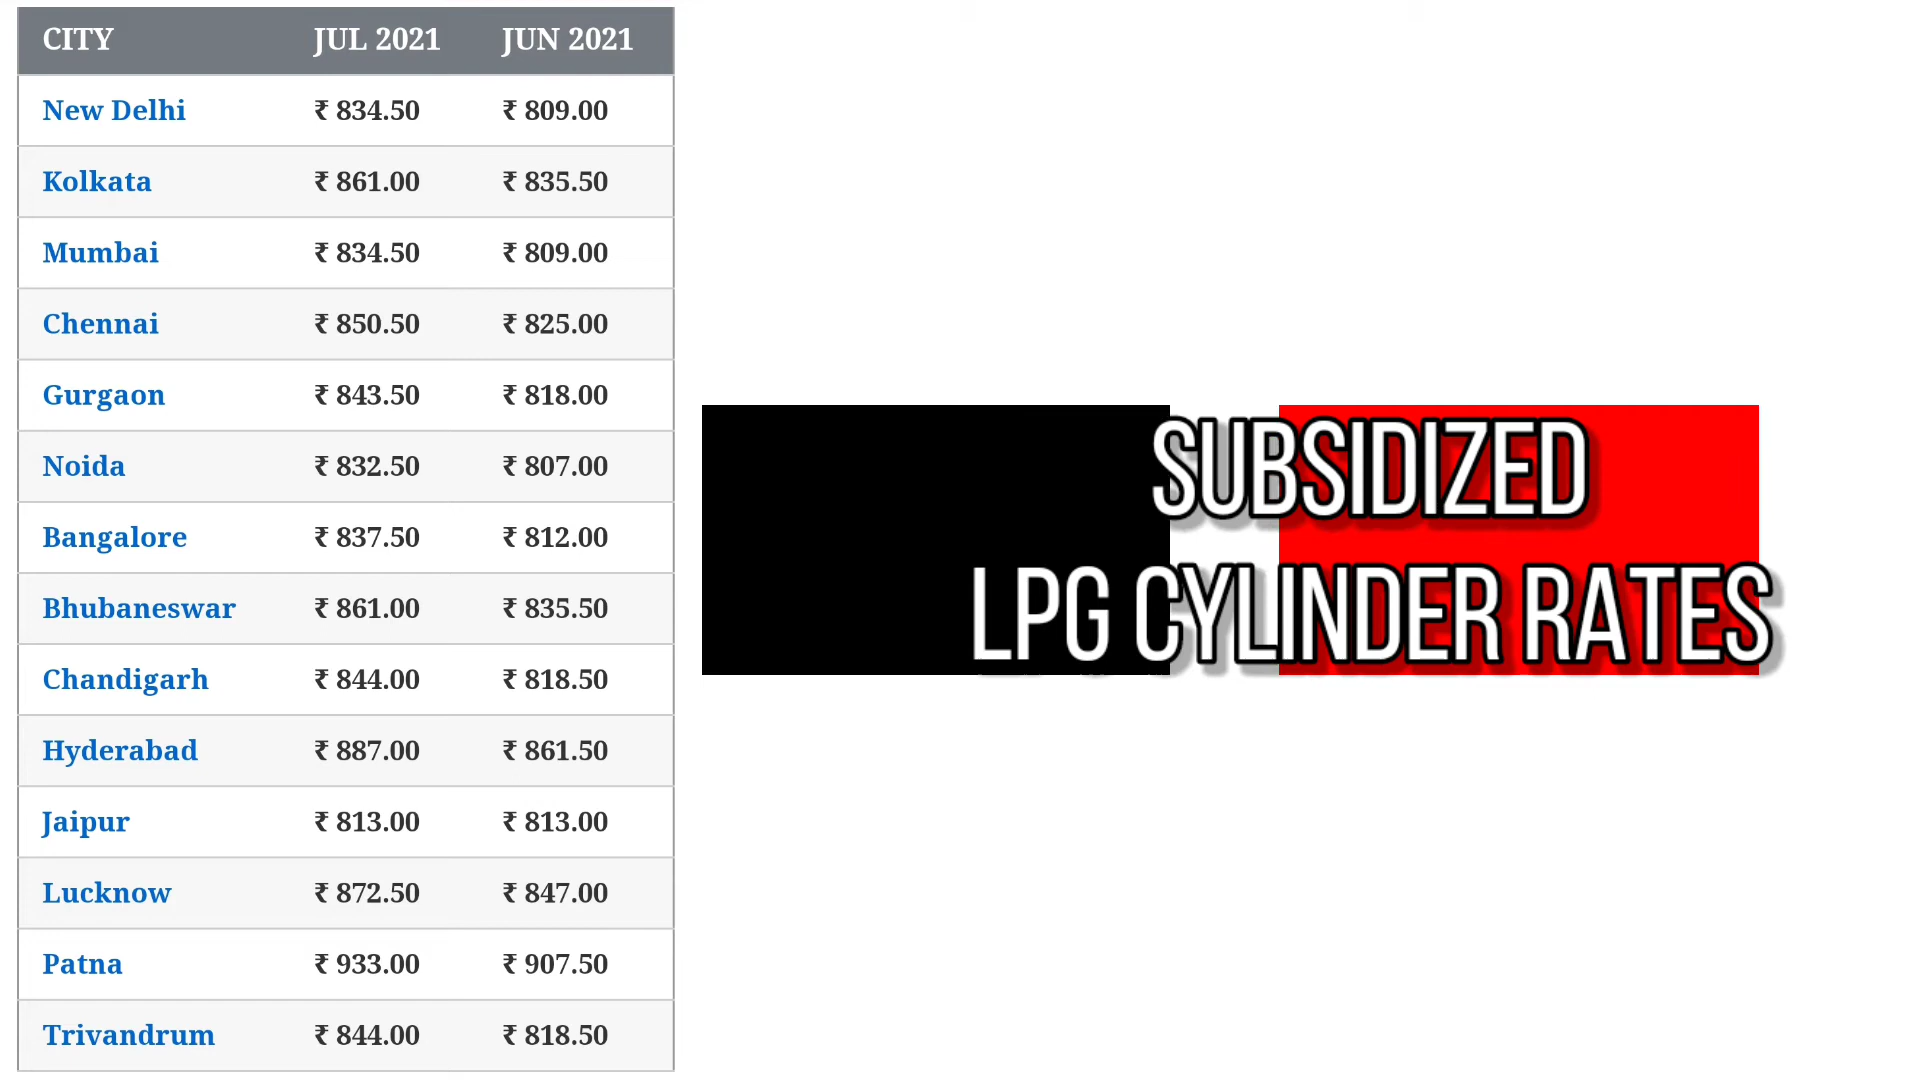 CITY JUL 2021 JUN 2021
New Delhi ₹ 834.50 ₹ 809.00
Kolkata ₹ 861.00 ₹ 835.50
Mumbai ₹ 834.50 ₹ 809.00
Chennai ₹ 850.50 ₹ 825.00
Gurgaon ₹ 843.50 ₹ 818.00
Noida ₹ 832.50 ₹ 807.00
Bangalore ₹ 837.50 ₹ 812.00
Bhubaneswar ₹ 861.00 ₹ 835.50
Chandigarh ₹ 844.00 ₹ 818.50
Hyderabad ₹ 887.00 ₹ 861.50
Jaipur ₹ 813.00 ₹ 813.00
Lucknow ₹ 872.50 ₹ 847.00
Patna ₹ 933.00 ₹ 907.50
Trivandrum ₹ 844.00 ₹ 818.50
SUBSIDIZED
LPG CYLINDER RATES